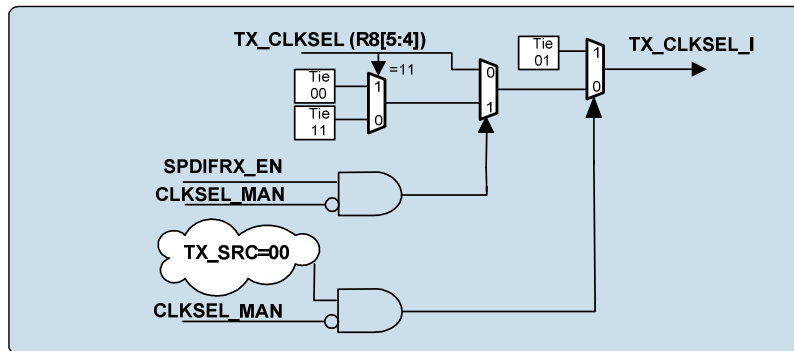 TX_CLKSEL (R8[5:4])
TX_CLKSEL_I
Tie
01
1
0
=11
Tie
00
1
0
1
Tie
11
0
SPDIFRX_EN
CLKSEL_MAN
TX_SRC=00
CLKSEL_MAN